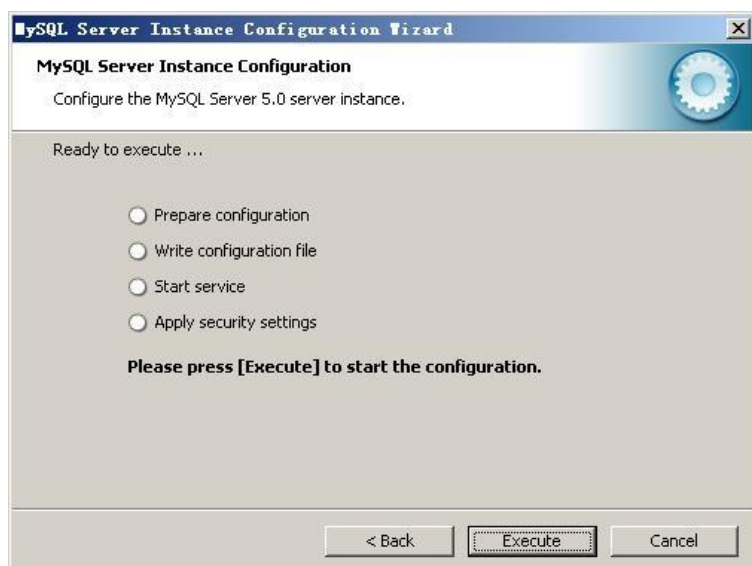 MySQL Server Instance Configuration Wizard
MySQL Server Instance Configuration
Configure the MySQL Server 5.0 server instance.
Ready to execute ...
Prepare configuration
Write configuration file
Start service
Apply security settings
Please press [Execute] to start the configuration.
< Back
Execute
Cancel